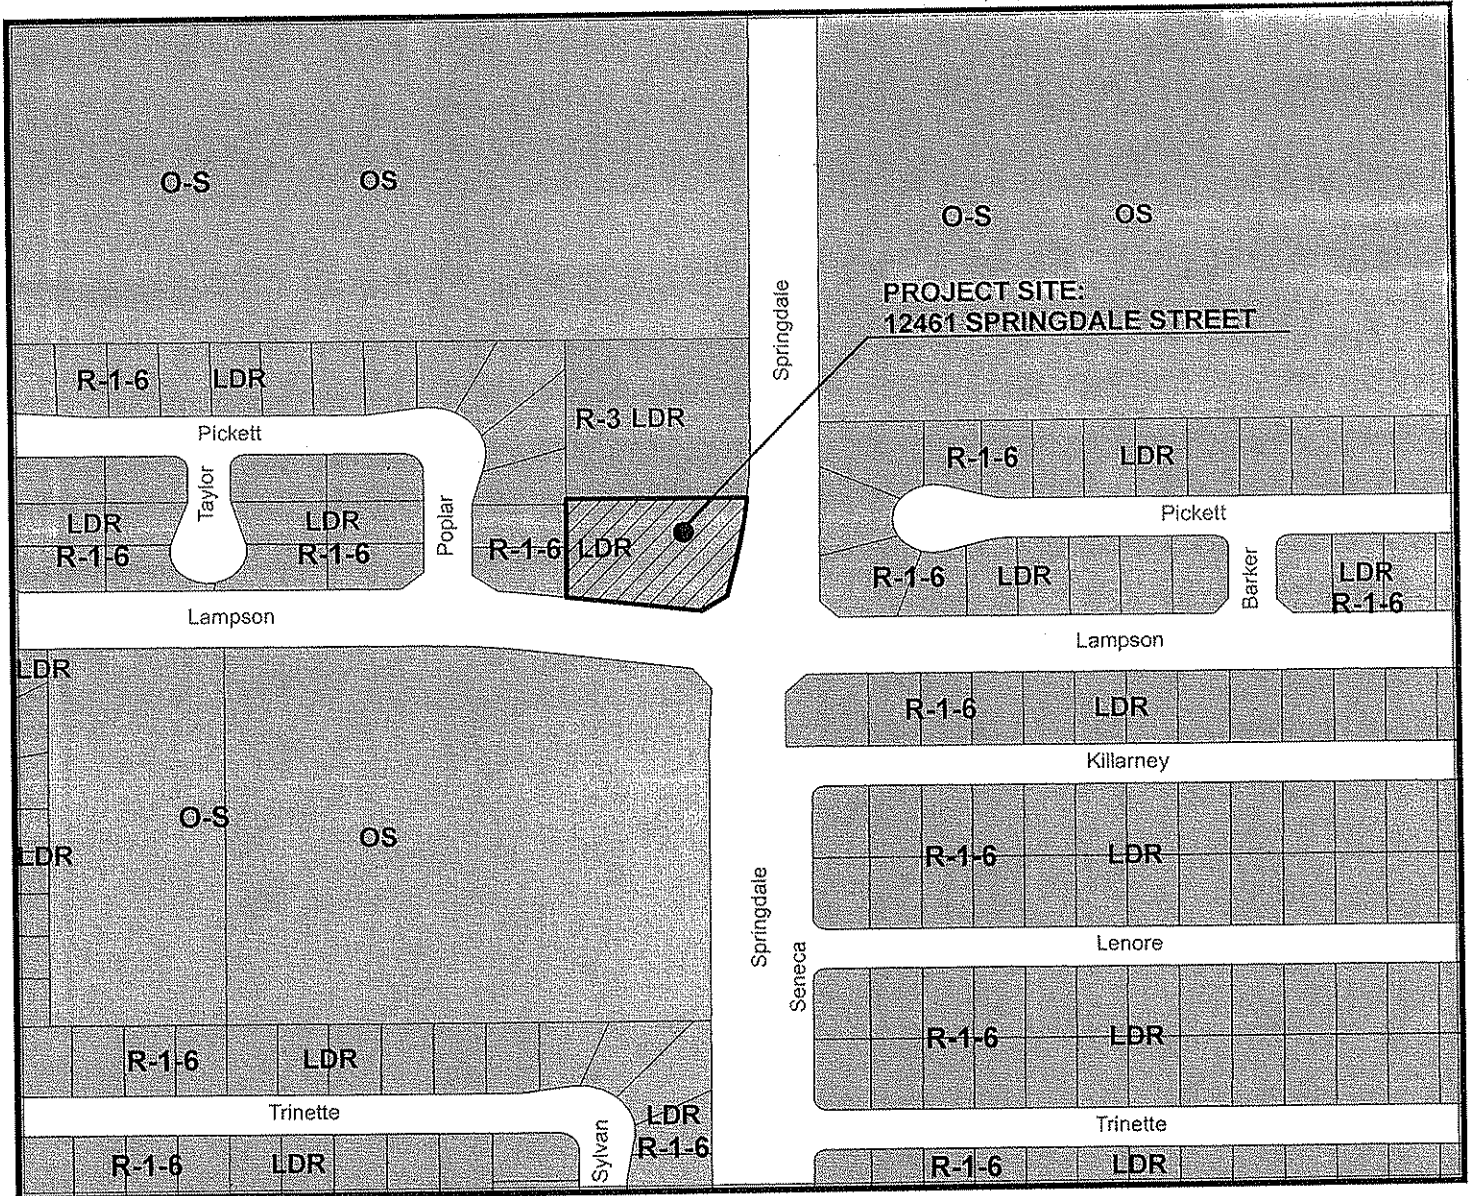 O-S OS
O-S OS
PROJECT SITE:
12461 SPRINGDALE STREET
Springdale
R-1-6 LDR
R-3 LDR
Pickett
Taylor
LDR
R-1-6
LDR
R-1-6
Poplar
R-1-6 LDR
Lampson
R-1-6 LDR
Pickett
R-1-6 LDR
Barker
LDR
R-1-6
Lampson
LDR
R-1-6 LDR
Killarney
O-S
OS
LDR
R-1-6 LDR
Springdale
Seneca
Lenore
R-1-6 LDR
R-1-6 LDR
Trinette
LDR
R-1-6
Sylvan
R-1-6 LDR
Trinette
R-1-6 LDR